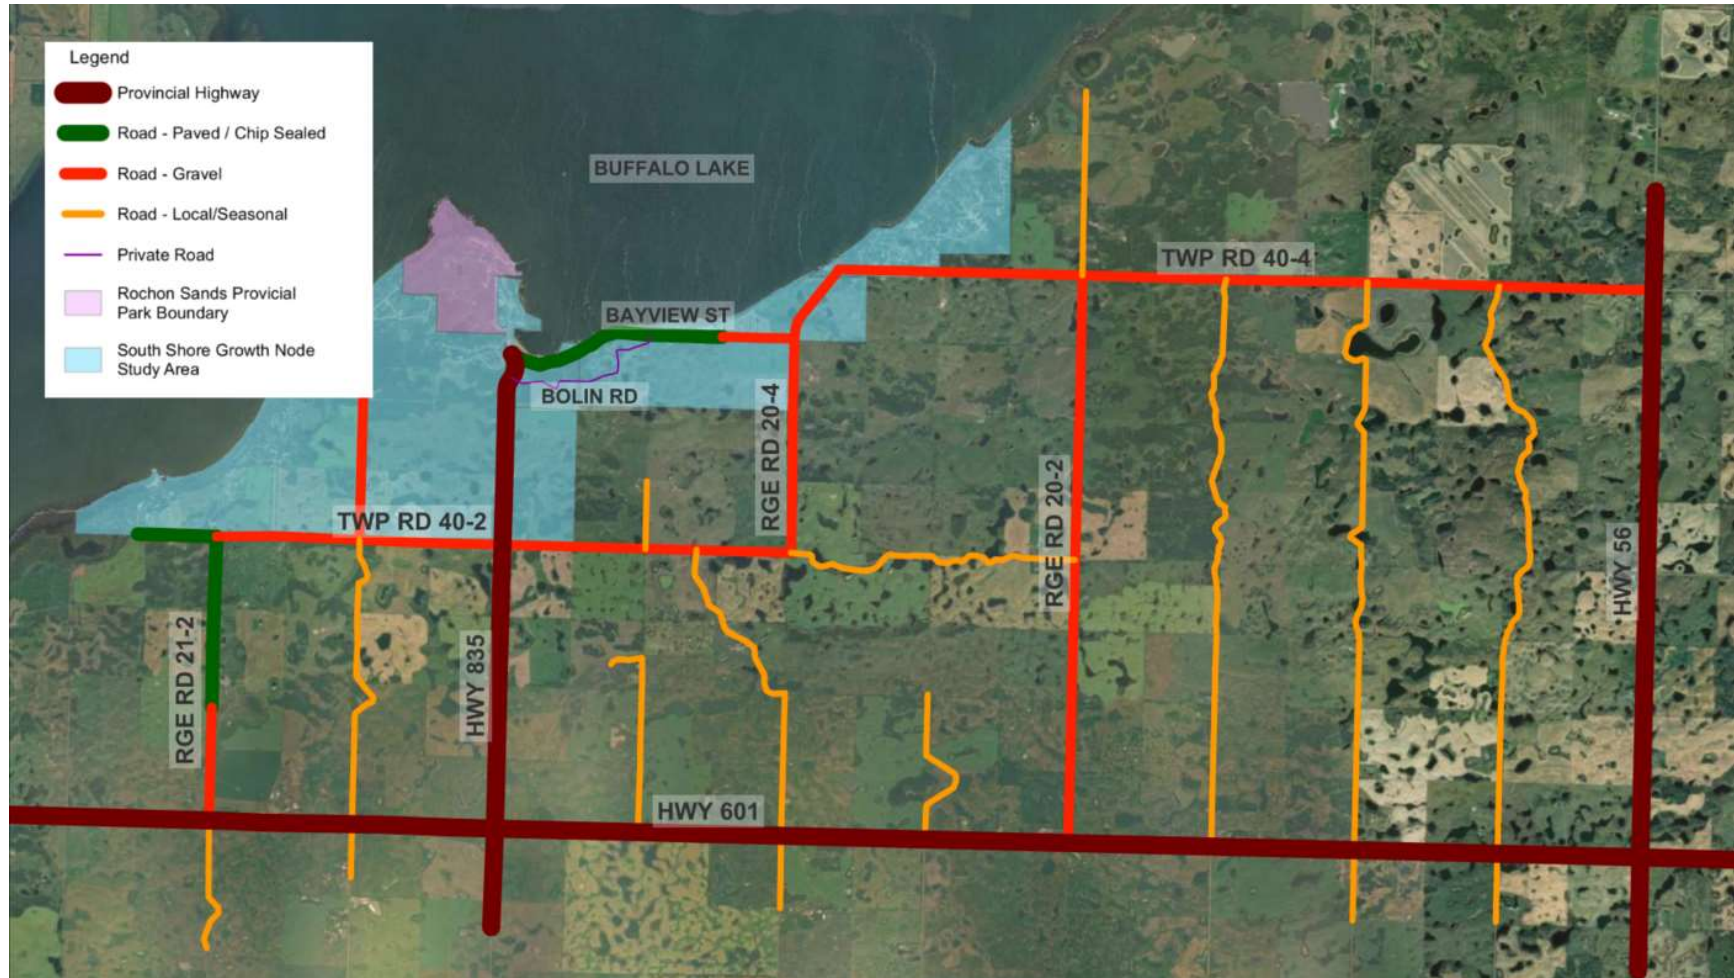 Legend
Provincial Highway
Road - Paved / Chip Sealed
Road - Gravel
Road - Local/Seasonal
Private Road
Rochon Sands Provicial
Park Boundary
South Shore Growth Node
Study Area
BUFFALO LAKE
TWP RD 40-4
BAYVIEW ST
BOLIN RD
RGE RD 20-4
TWP RD 40-2
RGE RD 20-2
HWY 56
RGE RD 21-2
HWY 835
HWY 601